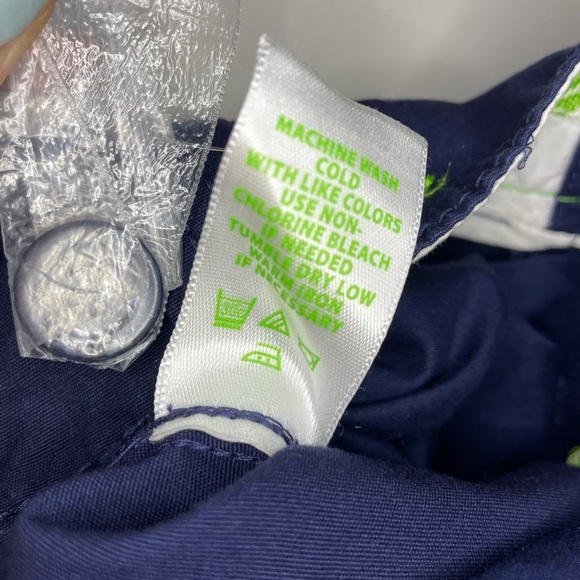 MACHINE WASH
COLD
WITH LIKE COLORS
USE NON-
CHLORINE BLEACH
IF NEEDED
TUMBLE DRY LOW
WARM IRON
IF NECESSARY